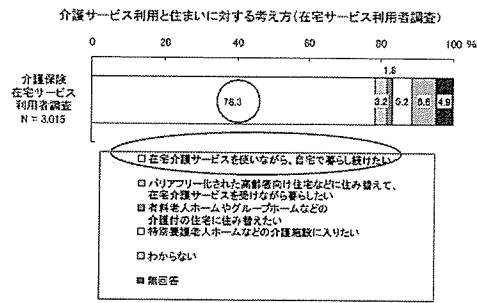 介護サービス利用と住まいに対する考え方(在宅サービス利用者調査)
0 20 40 60 80 100 %
1.8
介護保険
在宅サービス
利用者調査
N = 3,015
78.3 3.2 5.2 6.6 4.9
□在宅介護サービスを使いながら、自宅で暮らし続けたい
□バリアフリー化された高齢者向け住宅などに住み替えて、
在宅介護サービスを受けながら暮らしたい
■有料老人ホームやグループホームなどの
介護付の住宅に住み替えたい
□特別養護老人ホームなどの介護施設に入りたい
□わからない
■無回答